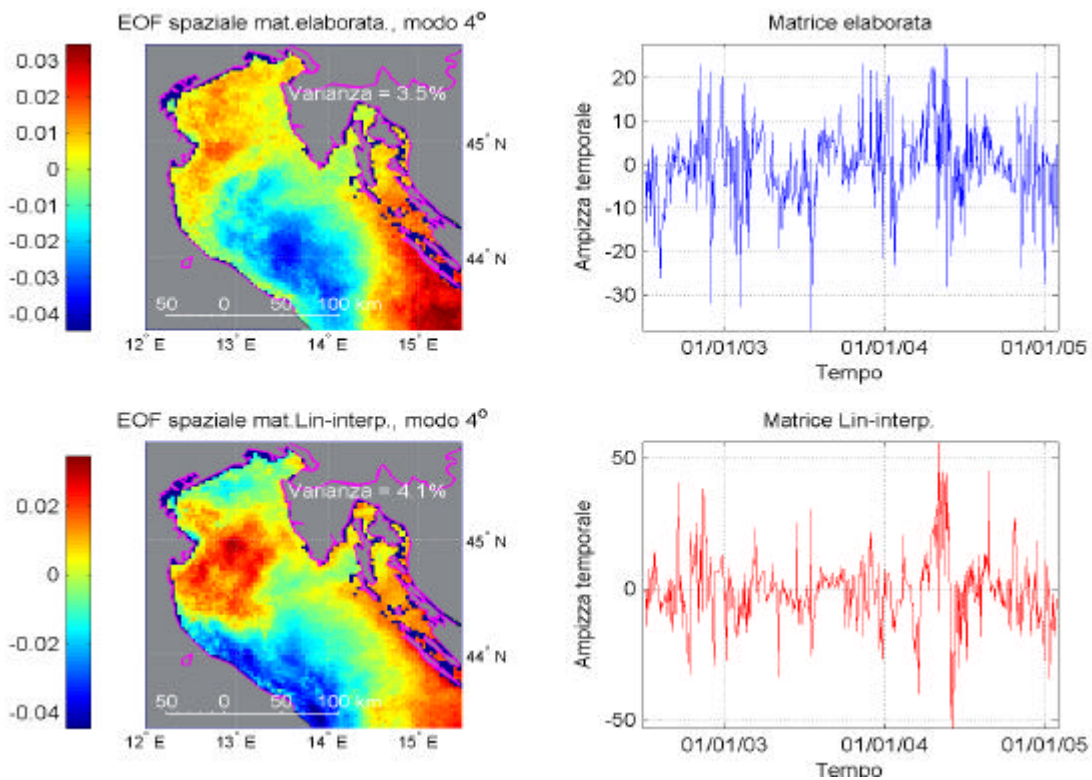 EOF spaziale mat.elaborata., modo 4º
0.03
0.02
0.01
0
-0.01
-0.02
-0.03
-0.04
Varianza = 3.5%
45° N
44° N
50 0 50 100 km
12° E 13° E 14° E 15° E
Matrice elaborata
Ampizza temporale
20
10
0
-10
-20
-30
01/01/03 01/01/04 01/01/05
Tempo
EOF spaziale mat.Lin-interp., modo 4º
0.02
0
-0.02
-0.04
Varianza = 4.1%
45° N
44° N
50 0 50 100 km
12° E 13° E 14° E 15° E
Matrice Lin-interp.
Ampizza temporale
50
0
-50
01/01/03 01/01/04 01/01/05
Tempo